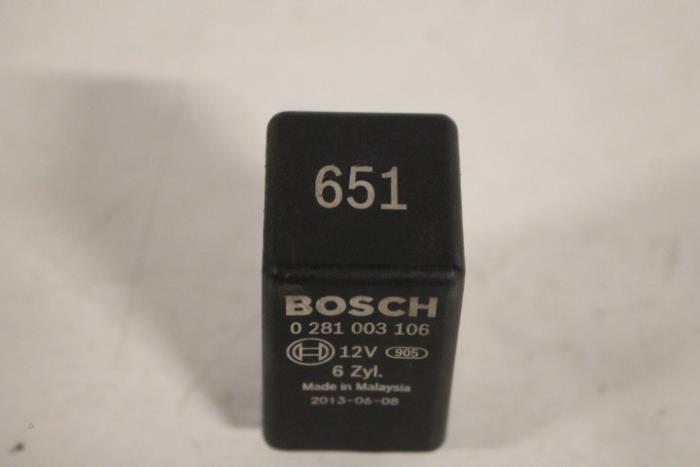 651
BOSCH
0 281 003 106
12V 905
6 Zyl.
Made in Malaysia
2013-06-08